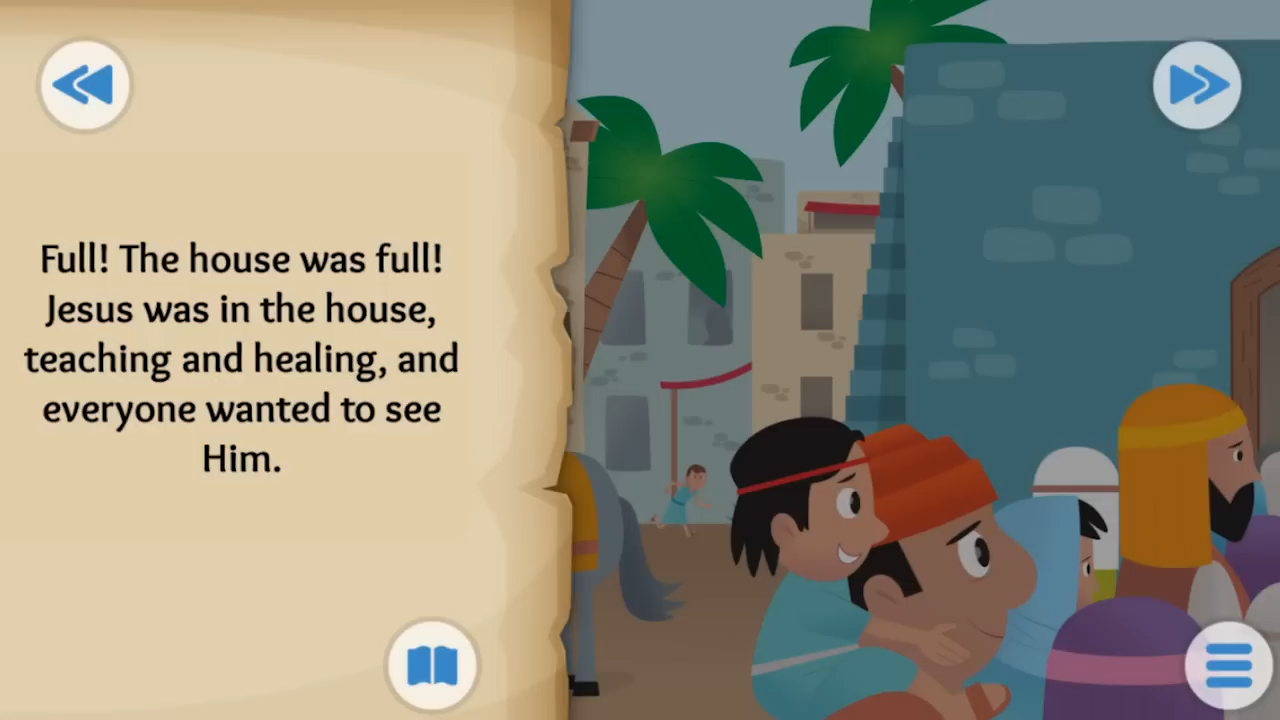 Full! The house was full!
Jesus was in the house,
teaching and healing, and
everyone wanted to see
Him.